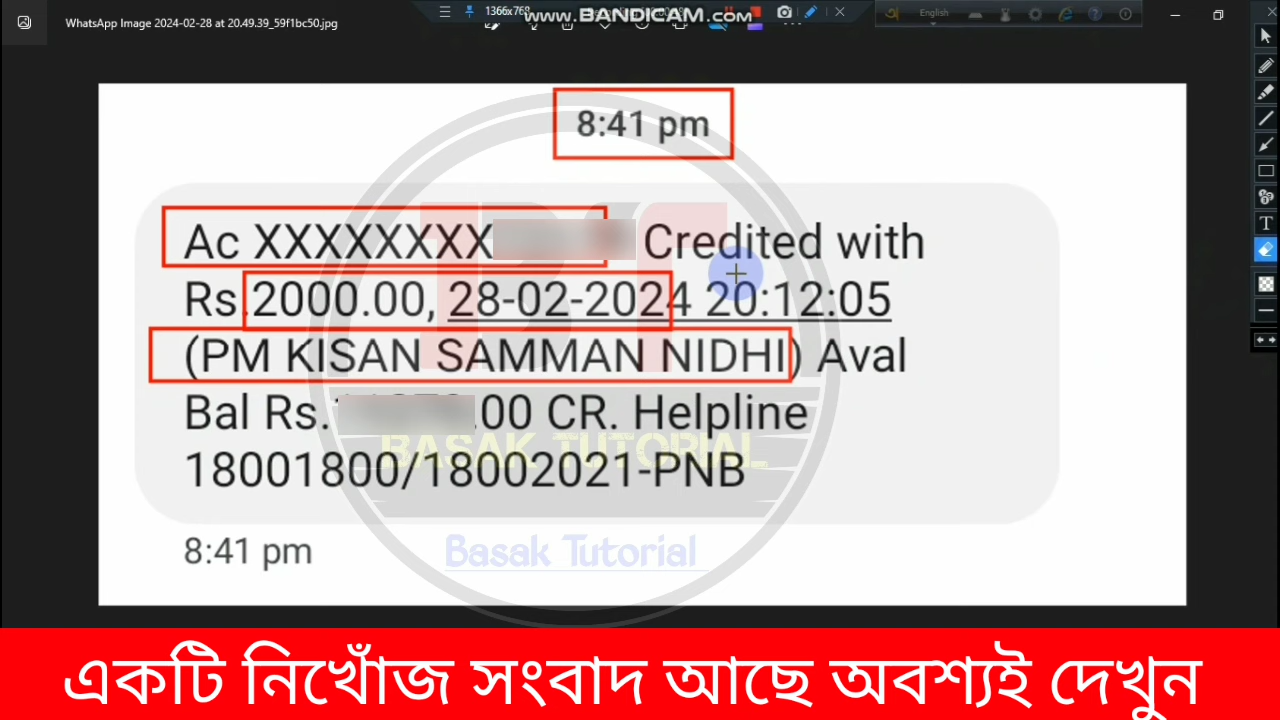 WhatsApp Image 2024-02-28 at 20.49.39_59f1bc50.jpg
1366x768
www.BANDICAM.com
English
8:41 pm
Ac XXXXXXXX Credited with
Rs.2000.00, 28-02-2024 20:12:05
(PM KISAN SAMMAN NIDHI) Aval
Bal Rs. .00 CR. Helpline
BASAK TUTORIAL
18001800/18002021-PNB
8:41 pm
Basak Tutorial
একটি নিখোঁজ সংবাদ আছে অবশ্যই দেখুন